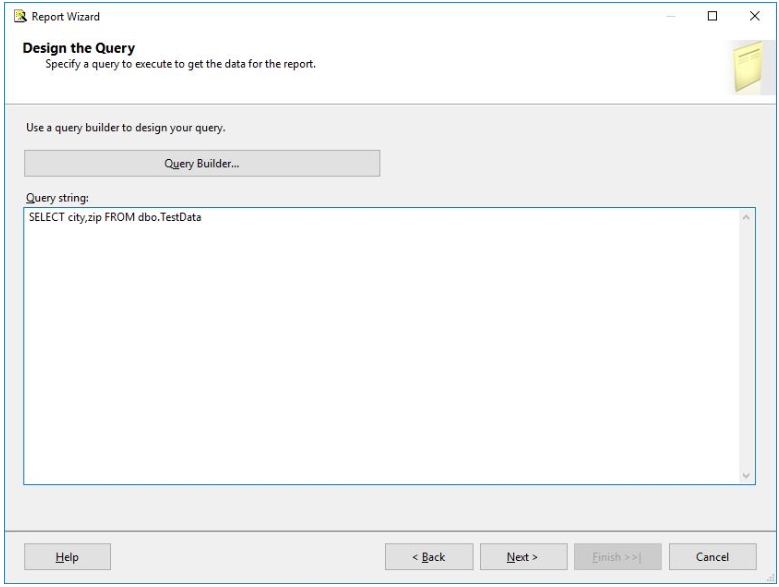 Report Wizard
Design the Query
Specify a query to execute to get the data for the report.
Use a query builder to design your query.
Query Builder...
Query string:
SELECT city,zip FROM dbo.TestData
Help
< Back
Next >
Finish >>|
Cancel